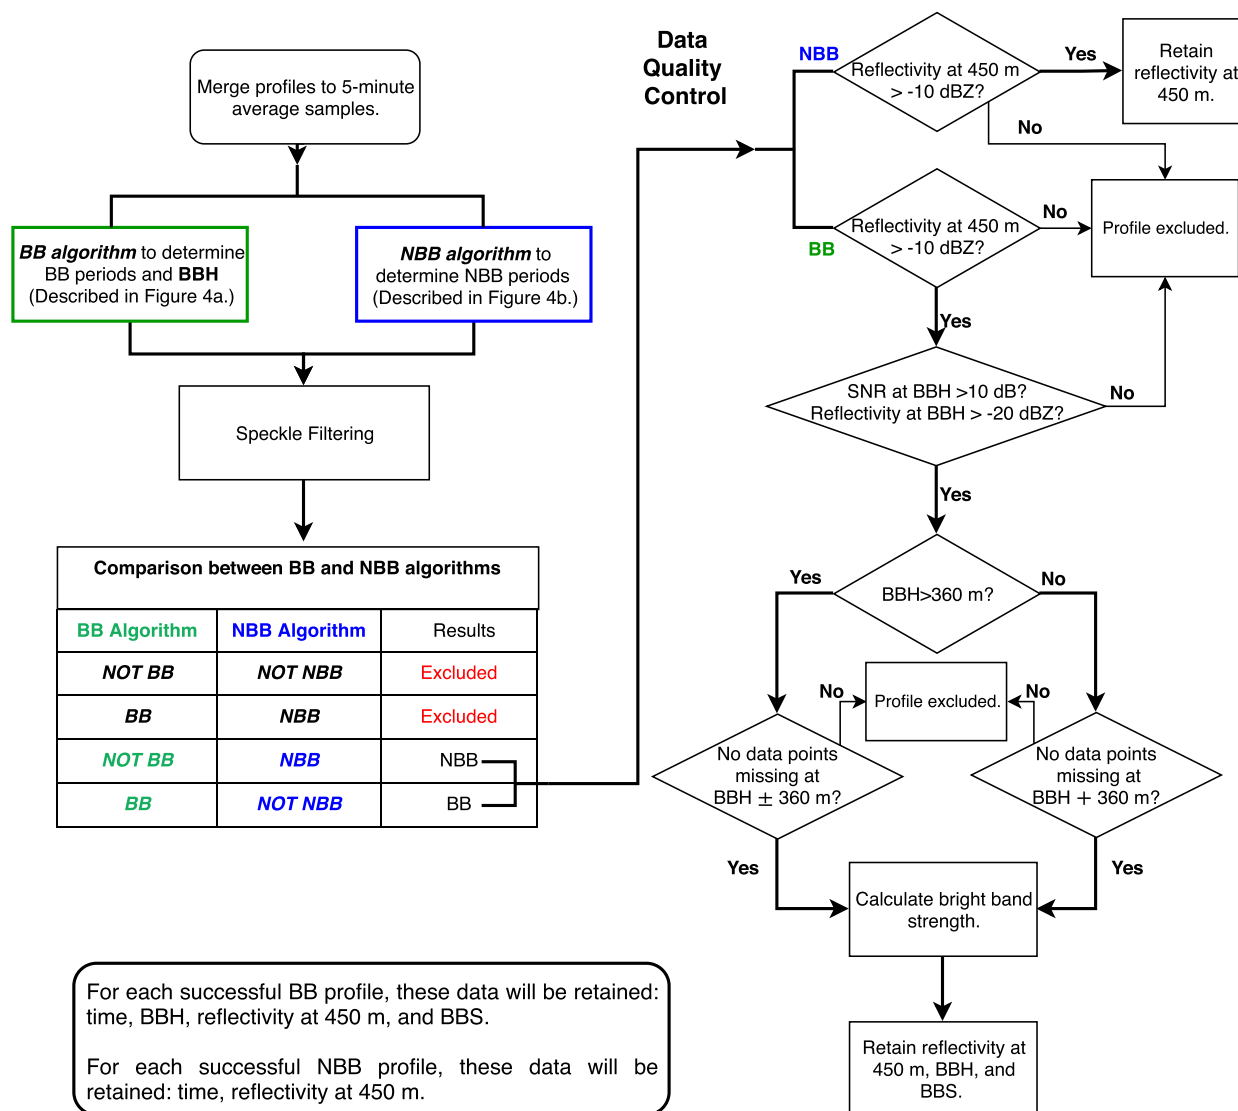 Merge profiles to 5-minute
average samples.
BB algorithm to determine
BB periods and BBH
(Described in Figure 4a.)
NBB algorithm to
determine NBB periods
(Described in Figure 4b.)
Speckle Filtering
Comparison between BB and NBB algorithms
BB Algorithm NBB Algorithm Results
NOT BB NOT NBB Excluded
BB NBB Excluded
NOT BB NBB NBB
BB NOT NBB BB
Data
Quality
Control
NBB
Reflectivity at 450 m
> -10 dBZ?
Yes
Retain
reflectivity at
450 m.
No
BB
Reflectivity at 450 m
> -10 dBZ?
No
Profile excluded.
Yes
SNR at BBH >10 dB?
Reflectivity at BBH > -20 dBZ?
No
Yes
BBH>360 m?
Yes
No
No
Profile excluded.
No
No data points
missing at
BBH ± 360 m?
No data points
missing at
BBH + 360 m?
Yes
Yes
Calculate bright band
strength.
Retain reflectivity at
450 m, BBH, and
BBS.
For each successful BB profile, these data will be retained:
time, BBH, reflectivity at 450 m, and BBS.
For each successful NBB profile, these data will be
retained: time, reflectivity at 450 m.